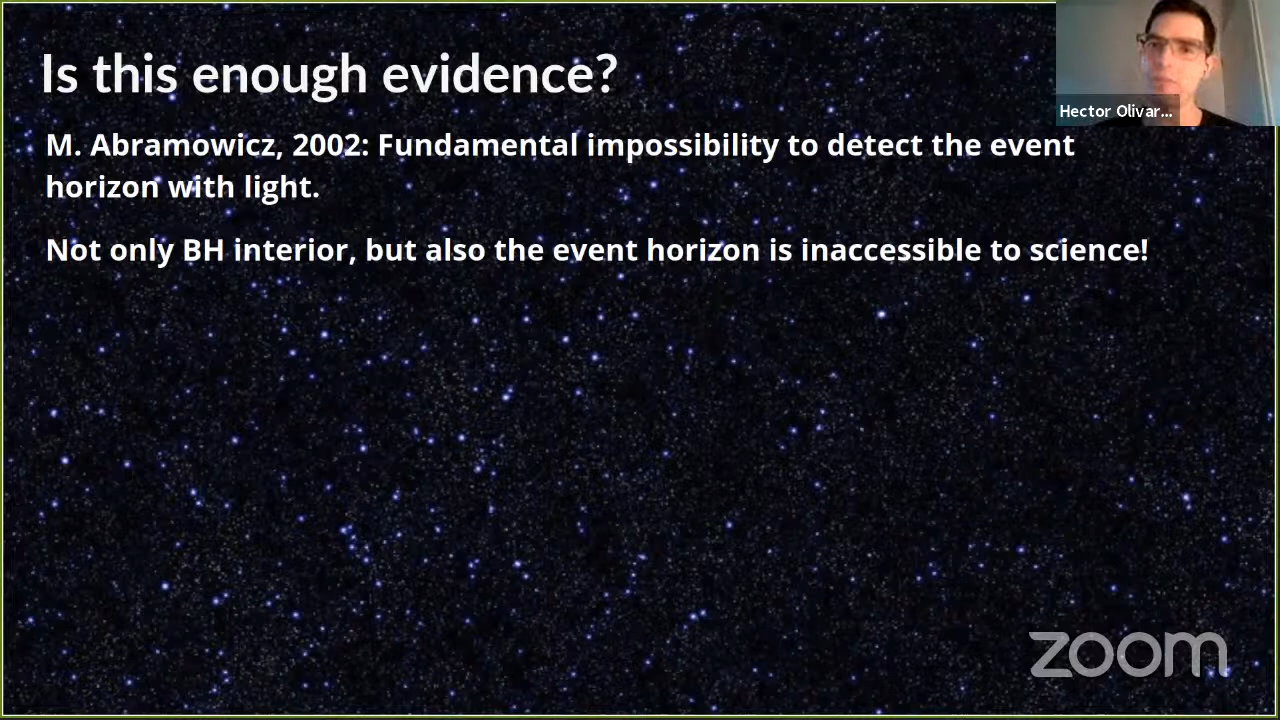 Is this enough evidence?
Hector Olivar...
M. Abramowicz, 2002: Fundamental impossibility to detect the event
horizon with light.
Not only BH interior, but also the event horizon is inaccessible to science!
zoom